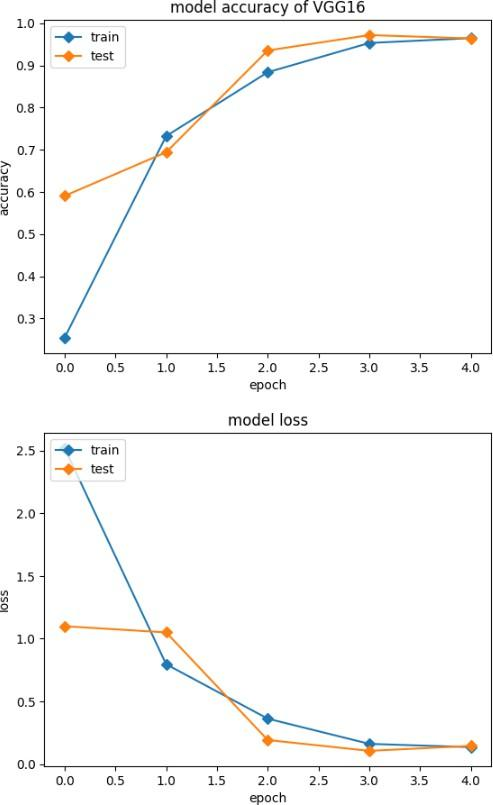 model accuracy of VGG16
train
test
1.0
0.9
0.8
0.7
0.6
0.5
0.4
0.3
accuracy
0.0 0.5 1.0 1.5 2.0 2.5 3.0 3.5 4.0
epoch
model loss
train
test
2.5
2.0
1.5
1.0
0.5
0.0
loss
0.0 0.5 1.0 1.5 2.0 2.5 3.0 3.5 4.0
epoch